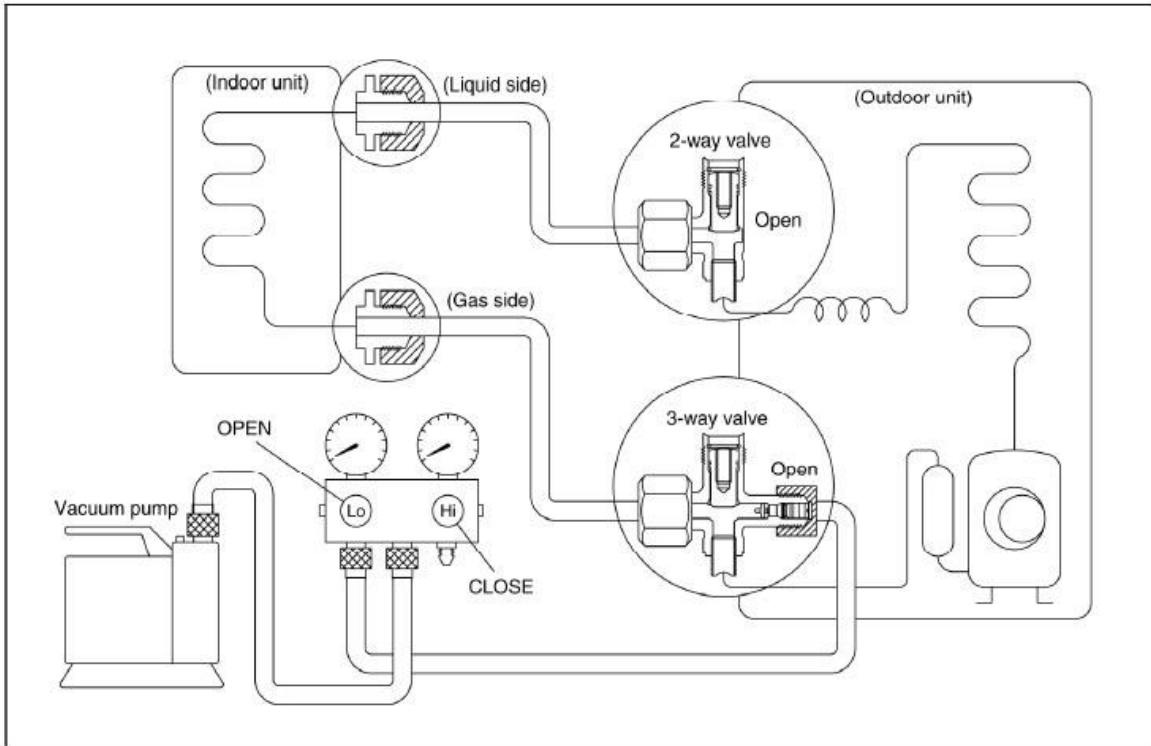 (Indoor unit)
(Liquid side)
(Outdoor unit)
2-way valve
Open
(Gas side)
3-way valve
Open
OPEN
Lo
Hi
CLOSE
Vacuum pump